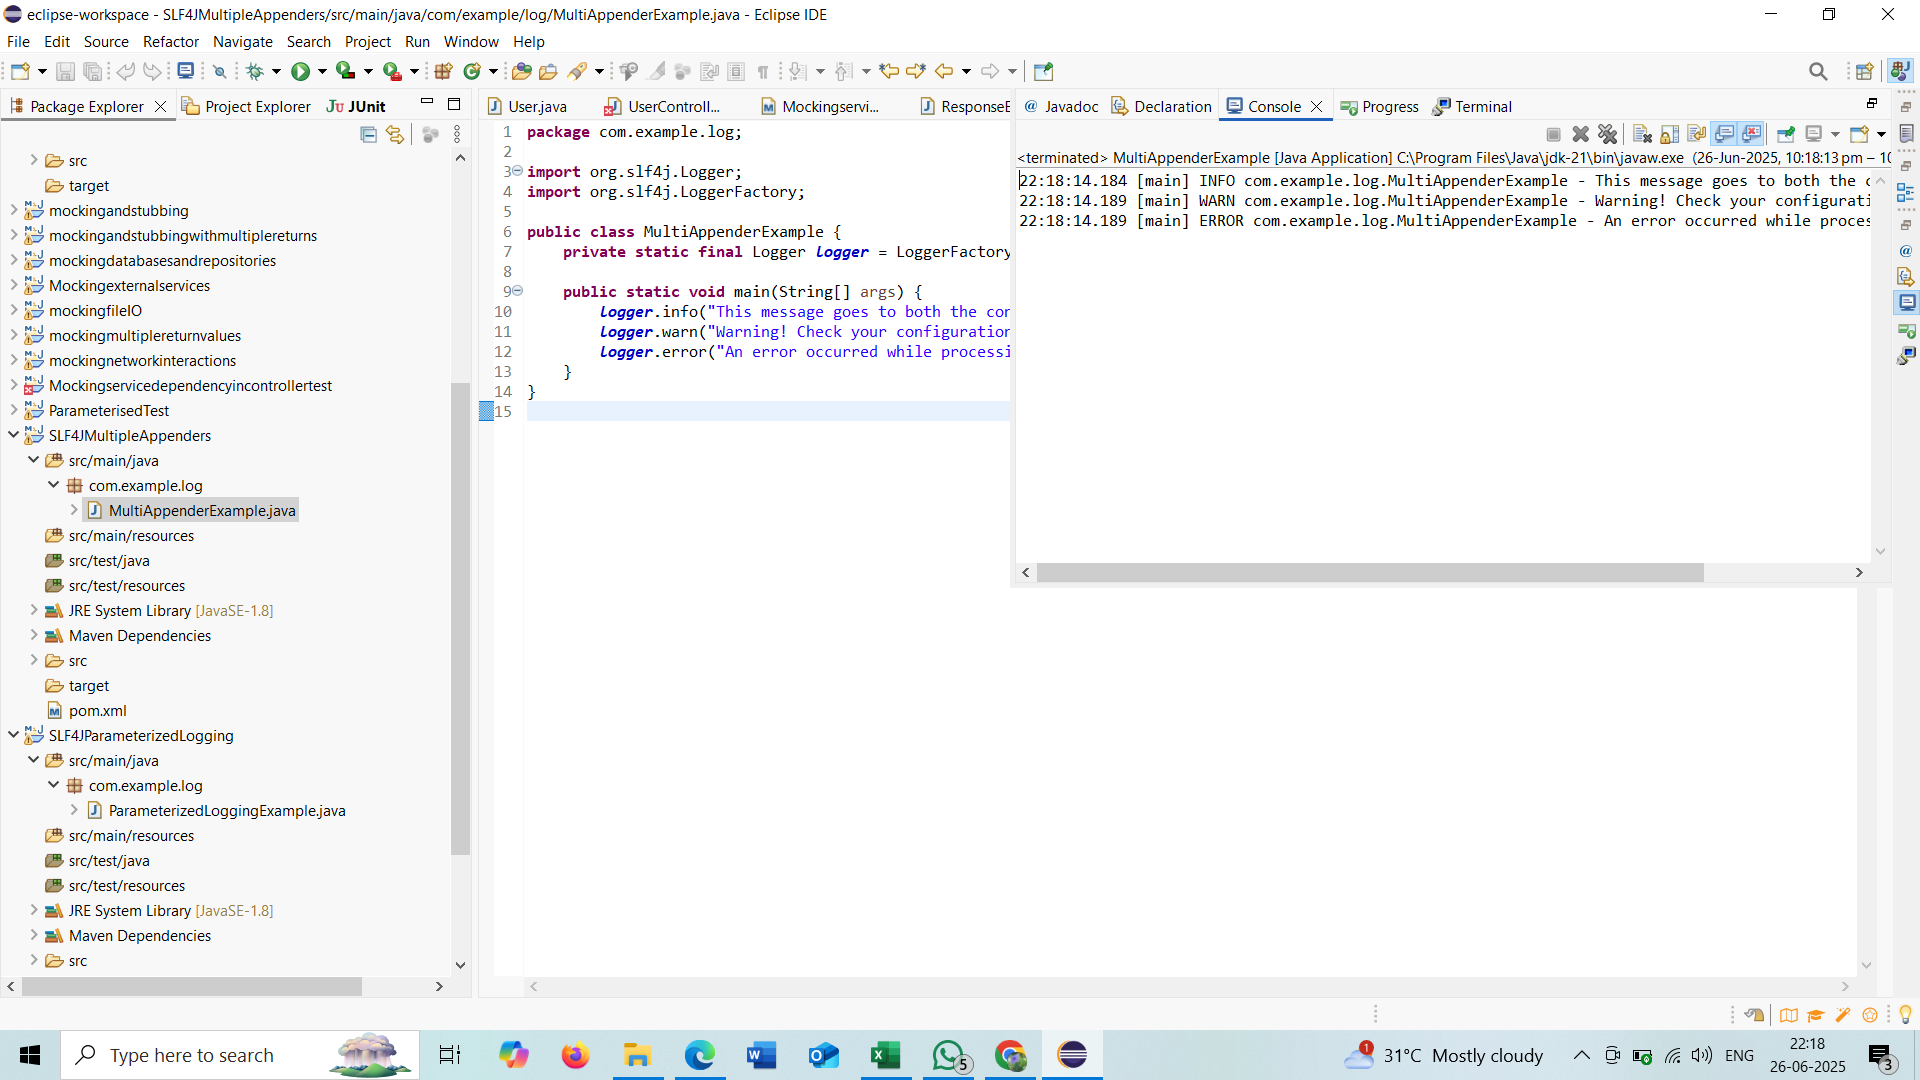 eclipse-workspace - SLF4JMultipleAppenders/src/main/java/com/example/log/MultiAppenderExample.java - Eclipse IDE
File Edit Source Refactor Navigate Search Project Run Window Help
Package Explorer Project Explorer JUnit
src
target
mockingandstubbing
mockingandstubbingwithmultiplereturns
mockingdatabasesandrepositories
Mockingexternalservices
mockingfileIO
mockingmultiplereturnvalues
mockingnetworkinteractions
Mockingservicedependencyincontrollertest
ParameterisedTest
SLF4JMultipleAppenders
src/main/java
com.example.log
MultiAppenderExample.java
src/main/resources
src/test/java
src/test/resources
JRE System Library [JavaSE-1.8]
Maven Dependencies
src
target
pom.xml
SLF4JParameterizedLogging
src/main/java
com.example.log
ParameterizedLoggingExample.java
src/main/resources
src/test/java
src/test/resources
JRE System Library [JavaSE-1.8]
Maven Dependencies
src
User.java UserControll... Mockingservi... ResponseE
1 package com.example.log;
2
3 import org.slf4j.Logger;
4 import org.slf4j.LoggerFactory;
5
6 public class MultiAppenderExample {
7 private static final Logger logger = LoggerFactory
8
9 public static void main(String[] args) {
10 logger.info("This message goes to both the con
11 logger.warn("Warning! Check your configuration
12 logger.error("An error occurred while processi
13 }
14 }
15
Javadoc Declaration Console Progress Terminal
<terminated> MultiAppenderExample [Java Application] C:\Program Files\Java\jdk-21\bin\javaw.exe (26-Jun-2025, 10:18:13 pm – 10
22:18:14.184 [main] INFO com.example.log.MultiAppenderExample - This message goes to both the c
22:18:14.189 [main] WARN com.example.log.MultiAppenderExample - Warning! Check your configurati
22:18:14.189 [main] ERROR com.example.log.MultiAppenderExample - An error occurred while proces
Type here to search
5
1
31°C Mostly cloudy
ENG
22:18
26-06-2025
3